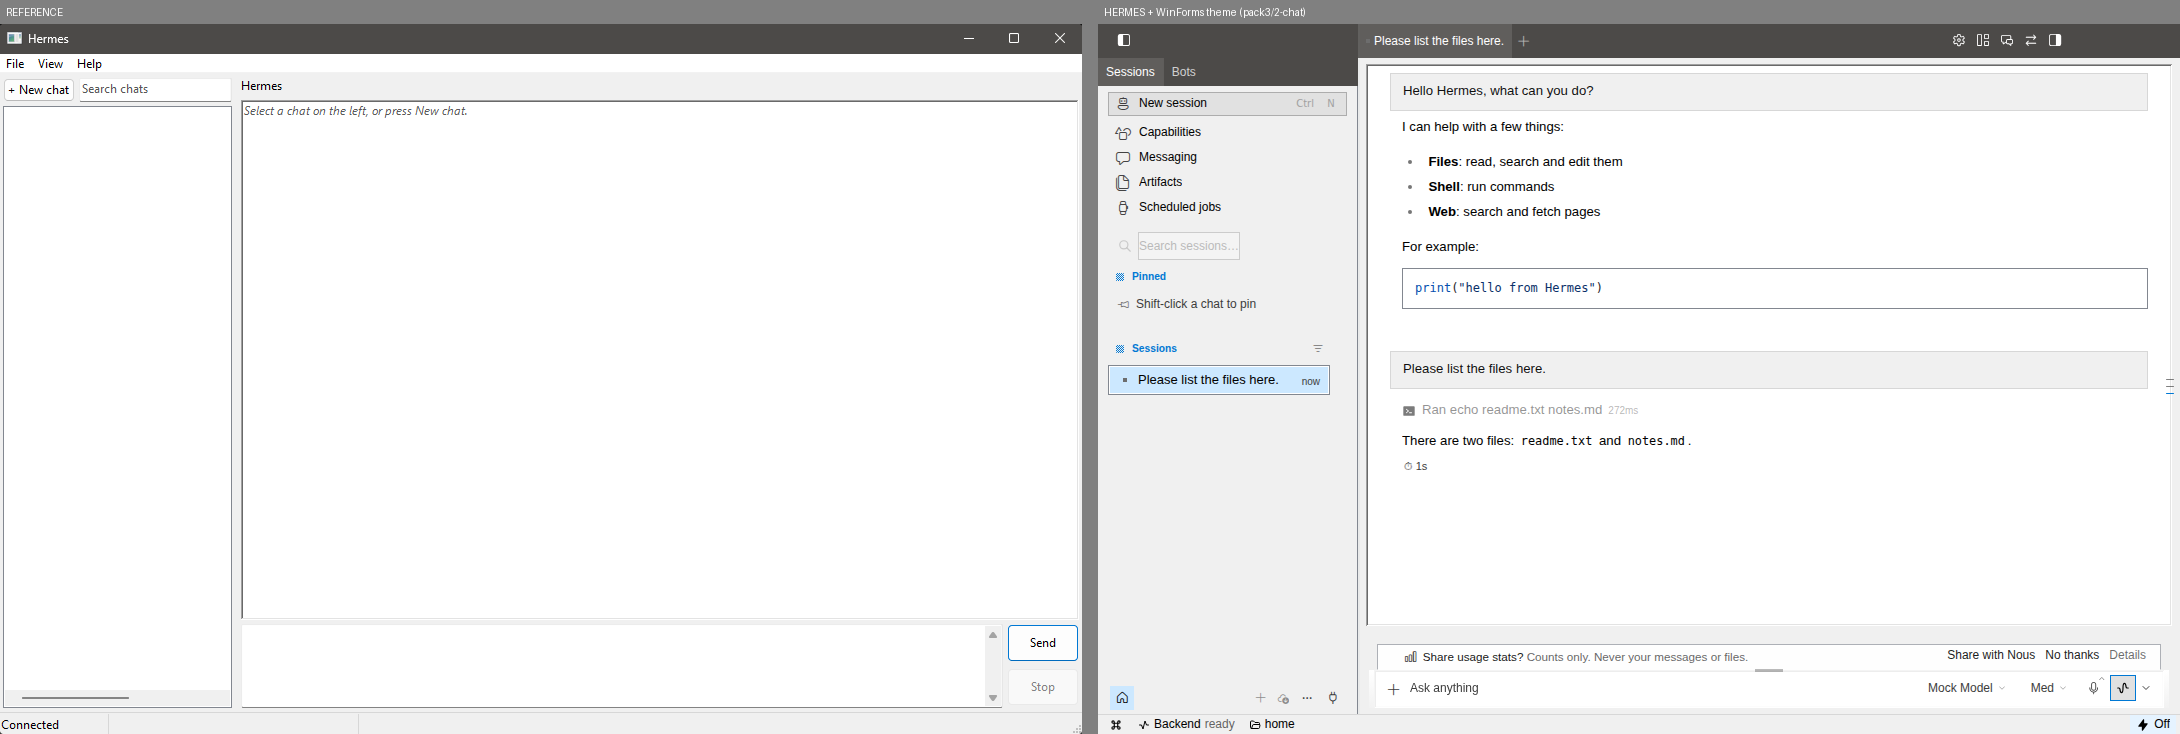 REFERENCE
Hermes
File View Help
+ New chat
Search chats
Hermes
Select a chat on the left, or press New chat.
Send
Stop
Connected
HERMES + WinForms theme (pack3/2-chat)
Please list the files here.
Sessions Bots
New session Ctrl N
Capabilities
Messaging
Artifacts
Scheduled jobs
Search sessions...
Pinned
Shift-click a chat to pin
Sessions
Please list the files here. now
Hello Hermes, what can you do?
I can help with a few things:
• Files: read, search and edit them
• Shell: run commands
• Web: search and fetch pages
For example:
print("hello from Hermes")
Please list the files here.
Ran echo readme.txt notes.md 272ms
There are two files: readme.txt and notes.md.
1s
Share usage stats? Counts only. Never your messages or files. Share with Nous No thanks Details
Ask anything Mock Model Med
Backend ready home Off